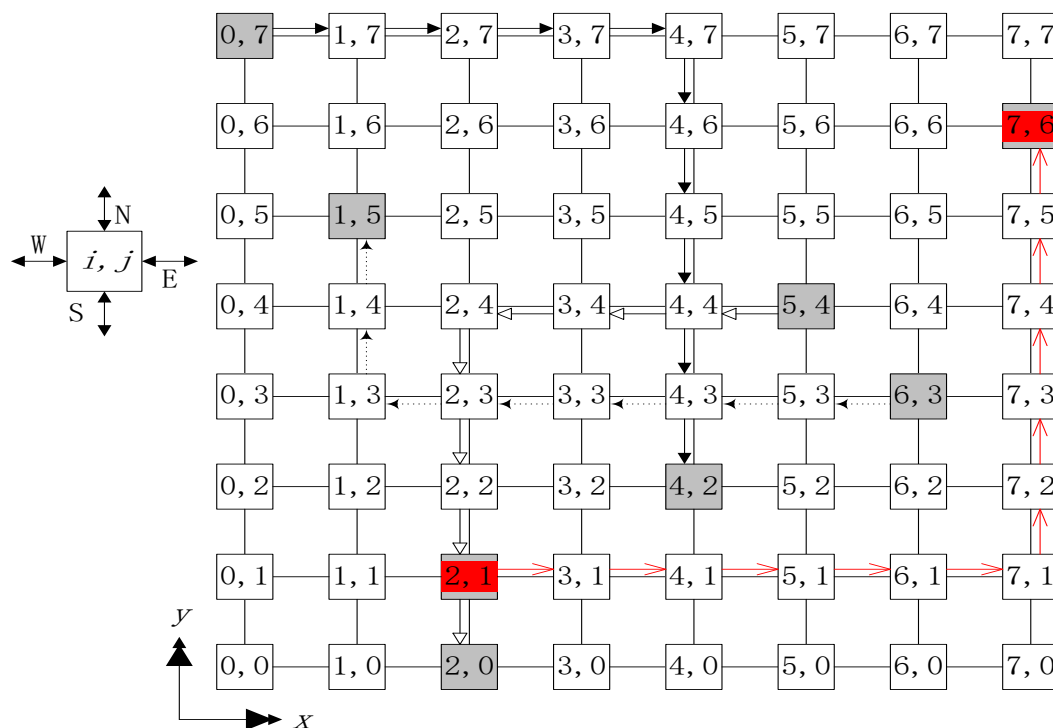 0, 7 1, 7 2, 7 3, 7 4, 7 5, 7 6, 7 7, 7
0, 6 1, 6 2, 6 3, 6 4, 6 5, 6 6, 6 7, 6
0, 5 1, 5 2, 5 3, 5 4, 5 5, 5 6, 5 7, 5
N
W
i, j
E
S
0, 4 1, 4 2, 4 3, 4 4, 4 5, 4 6, 4 7, 4
0, 3 1, 3 2, 3 3, 3 4, 3 5, 3 6, 3 7, 3
0, 2 1, 2 2, 2 3, 2 4, 2 5, 2 6, 2 7, 2
0, 1 1, 1 2, 1 3, 1 4, 1 5, 1 6, 1 7, 1
y
0, 0 1, 0 2, 0 3, 0 4, 0 5, 0 6, 0 7, 0
x